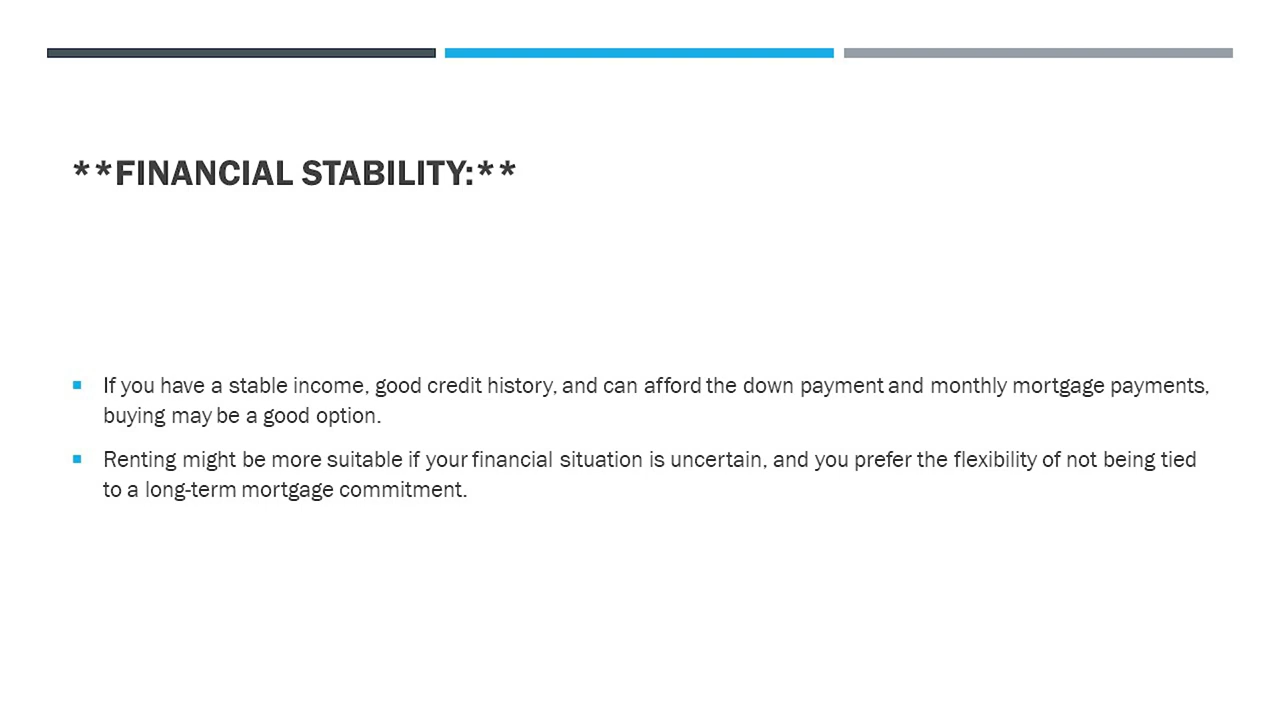 **FINANCIAL STABILITY:**
If you have a stable income, good credit history, and can afford the down payment and monthly mortgage payments,
buying may be a good option.
Renting might be more suitable if your financial situation is uncertain, and you prefer the flexibility of not being tied
to a long-term mortgage commitment.